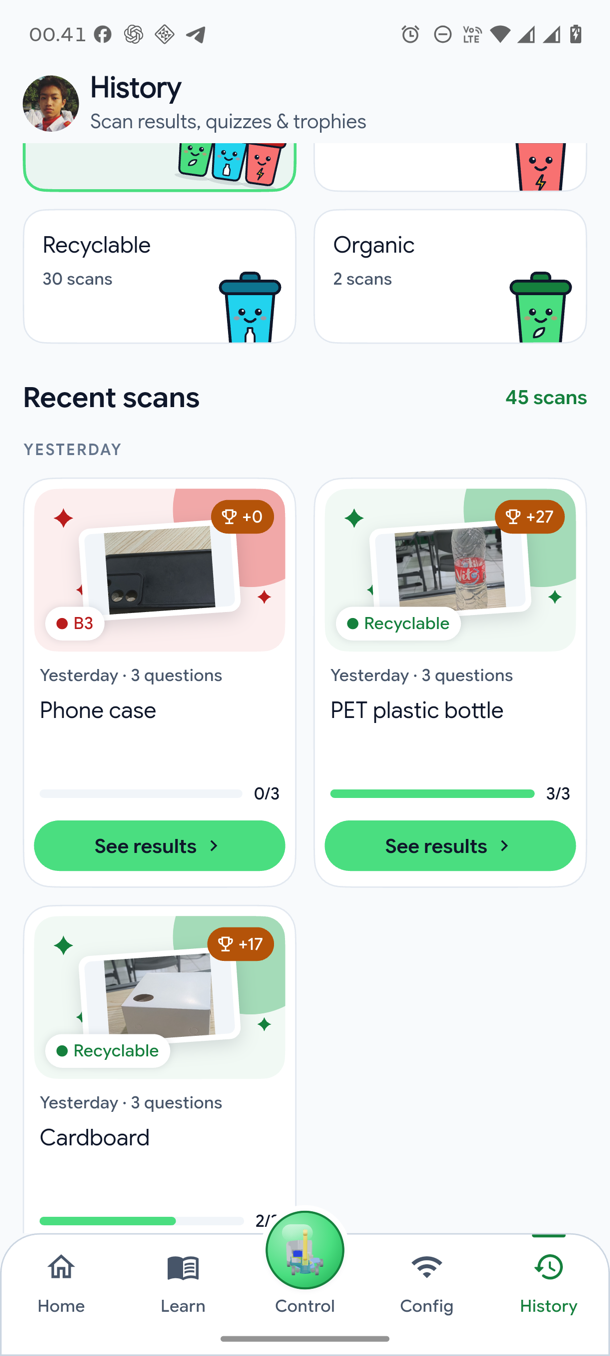 00.41
Vo LTE
History
Scan results, quizzes & trophies
Recyclable
30 scans
Organic
2 scans
Recent scans
45 scans
YESTERDAY
+0
B3
Yesterday · 3 questions
Phone case
0/3
See results
+27
Recyclable
Yesterday · 3 questions
PET plastic bottle
3/3
See results
+17
Recyclable
Yesterday · 3 questions
Cardboard
Home
Learn
Control
Config
History